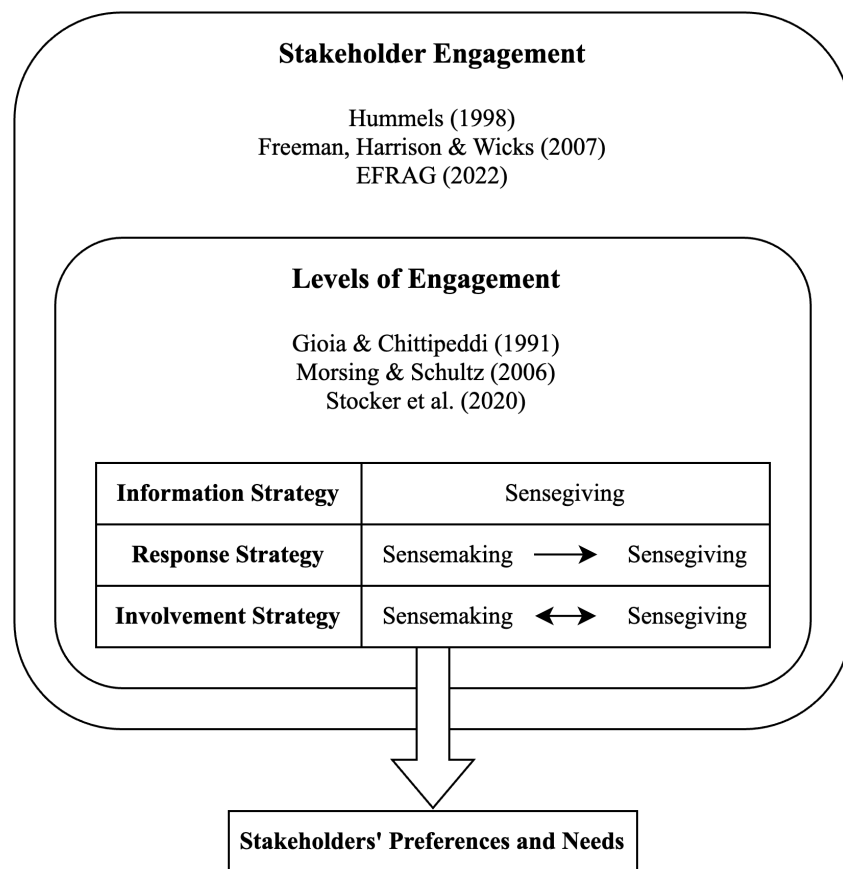 Stakeholder Engagement
Hummels (1998)
Freeman, Harrison & Wicks (2007)
EFRAG (2022)
Levels of Engagement
Gioia & Chittipeddi (1991)
Morsing & Schultz (2006)
Stocker et al. (2020)
Information Strategy Sensegiving
Response Strategy Sensemaking Sensegiving
Involvement Strategy Sensemaking Sensegiving
Stakeholders' Preferences and Needs